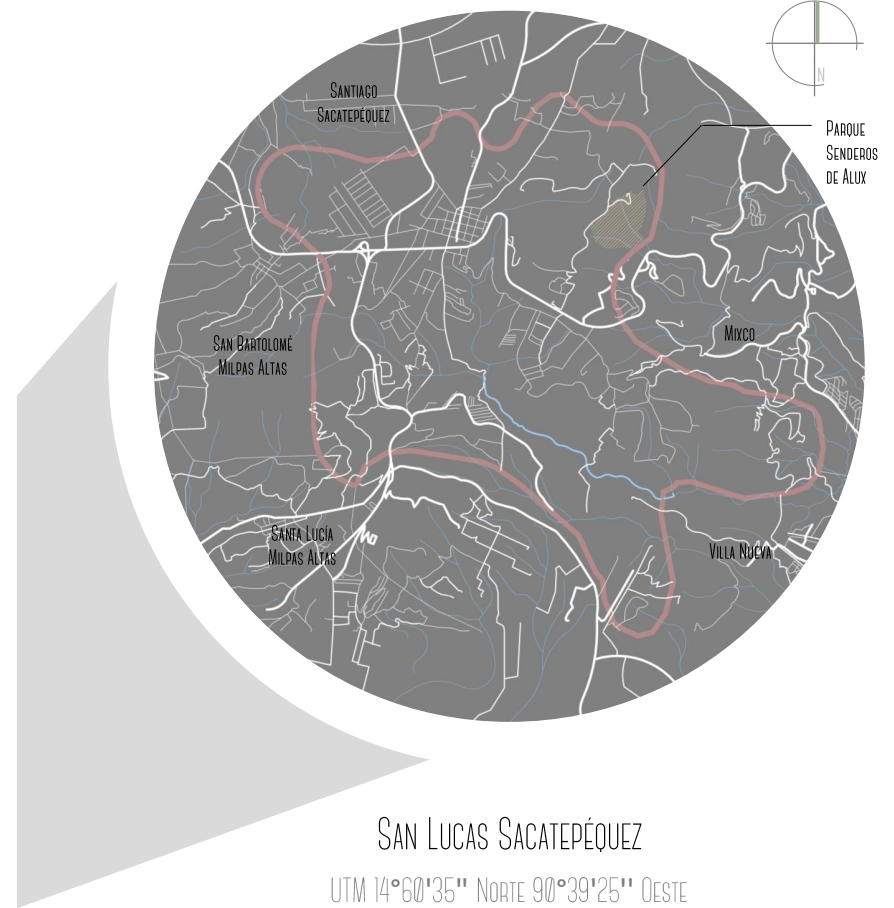 N
Santiago
Sacatepéquez
Parque
Senderos
de Alux
Mixco
San Bartolomé
Milpas Altas
Santa Lucía
Milpas Altas
Villa Nueva
San Lucas Sacatepéquez
UTM 14°60'35'' Norte 90°39'25'' Oeste